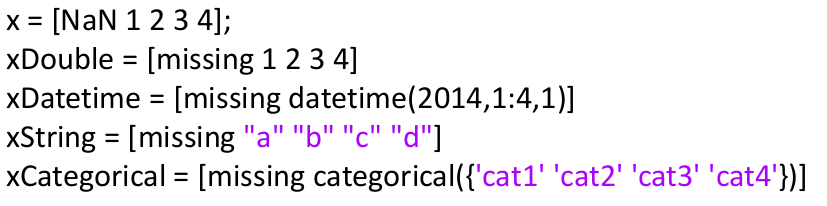 x = [NaN 1 2 3 4];
xDouble = [missing 1 2 3 4]
xDatetime = [missing datetime(2014,1:4,1)]
xString = [missing "a" "b" "c" "d"]
xCategorical = [missing categorical({'cat1' 'cat2' 'cat3' 'cat4'})]